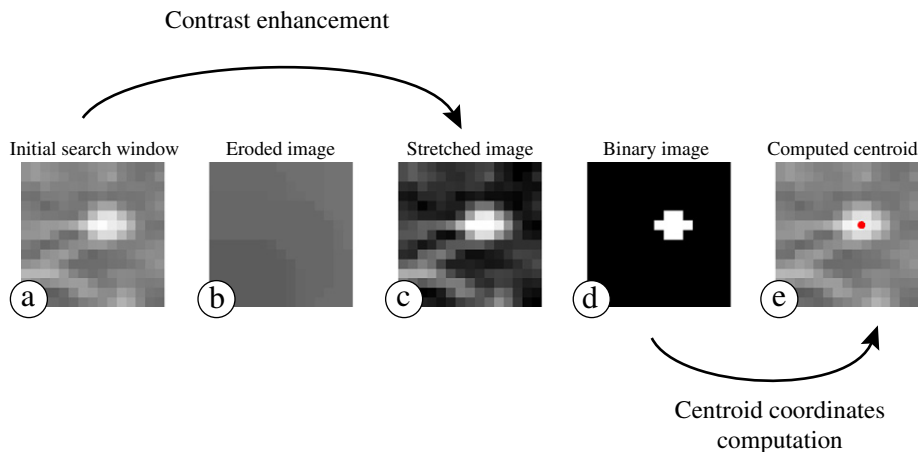 Contrast enhancement
Initial search window
Eroded image
Stretched image
Binary image
Computed centroid
a
b
c
d
e
Centroid coordinates
computation